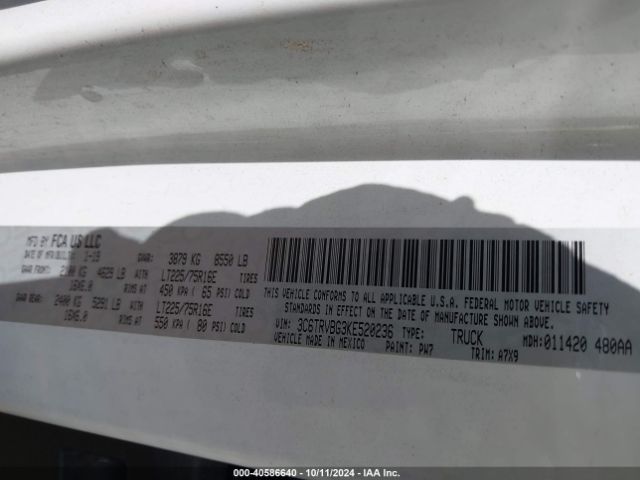 MFD BY FCA US LLC
DATE OF MFR/BUILD: 1-19 GVWR: 3879 KG 8550 LB
GAWR FRONT: 2100 KG 4629 LB WITH LT225/75R16E TIRES
16X6.0 RIMS AT 450 KPA ( 65 PSI) COLD
GAWR REAR: 2400 KG 5291 LB WITH LT225/75R16E TIRES
16X6.0 RIMS AT 550 KPA ( 80 PSI) COLD
THIS VEHICLE CONFORMS TO ALL APPLICABLE U.S.A. FEDERAL MOTOR VEHICLE SAFETY
STANDARDS IN EFFECT ON THE DATE OF MANUFACTURE SHOWN ABOVE.
VIN: 3C6TRVBG3KE520236 TYPE: TRUCK MDH:011420 480AA
VEHICLE MADE IN MEXICO PAINT: PW7 TRIM: A7X9
000-40586640 - 10/11/2024 - IAA Inc.